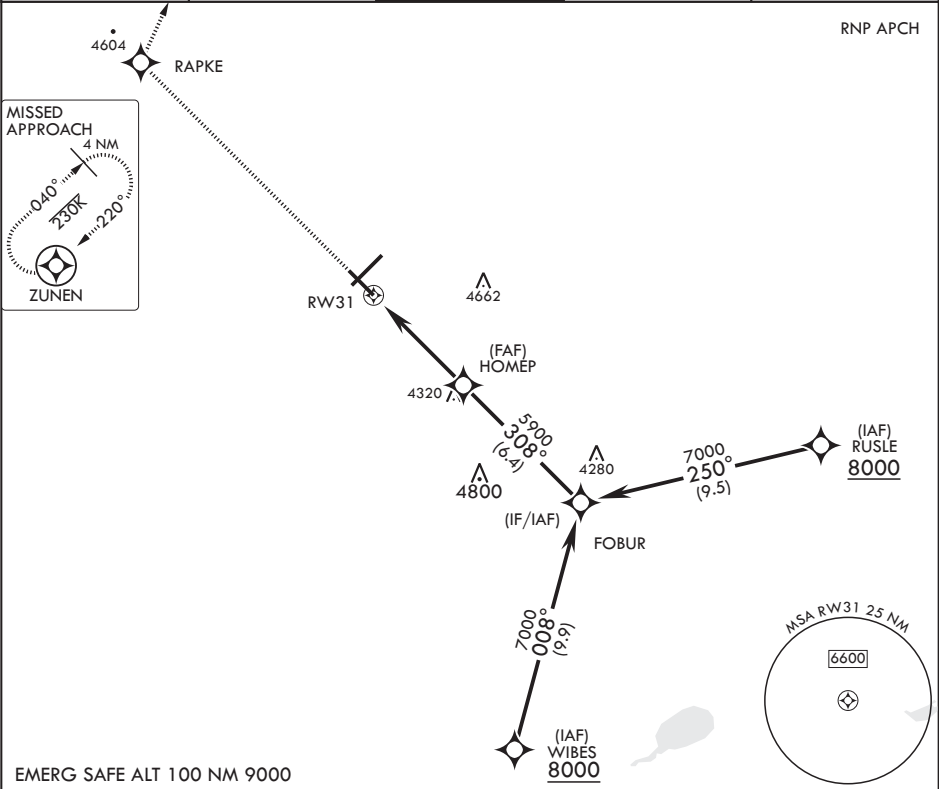 RNP APCH
4604
RAPKE
MISSED
APPROACH
4 NM
040°
230K
220°
ZUNEN
RW31
4662
(FAF)
HOMEP
4320
5900
308°
(6.4)
4280
4800
7000
250°
(9.5)
(IAF)
RUSLE
8000
(IF/IAF)
FOBUR
7000
008°
(9.9)
MSA RW31 25 NM
6600
(IAF)
WIBES
8000
EMERG SAFE ALT 100 NM 9000